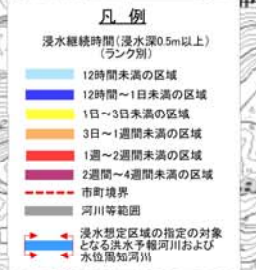 凡 例
浸水継続時間（浸水深0.5m以上）
（ランク別）
12時間未満の区域
12時間～1日未満の区域
1日～3日未満の区域
3日～1週間未満の区域
1週～2週間未満の区域
2週間～4週間未満の区域
市町境界
河川等範囲
浸水想定区域の指定の対象
となる洪水予報河川および
水位周知河川